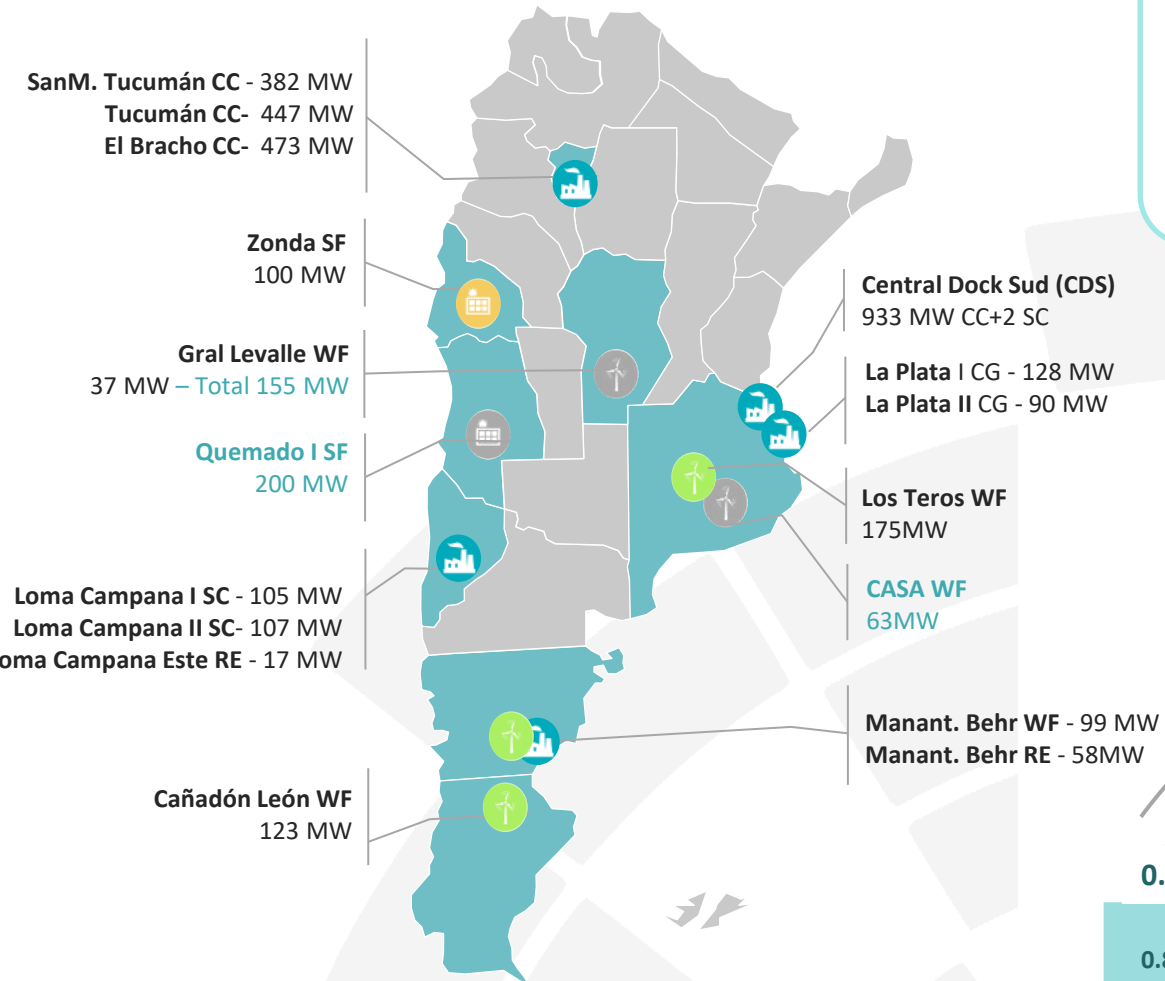 SanM. Tucumán CC - 382 MW
Tucumán CC- 447 MW
El Bracho CC- 473 MW
Zonda SF
100 MW
Gral Levalle WF
37 MW – Total 155 MW
Quemado I SF
200 MW
Loma Campana I SC - 105 MW
Loma Campana II SC- 107 MW
oma Campana Este RE - 17 MW
Cañadón León WF
123 MW
Central Dock Sud (CDS)
933 MW CC+2 SC
La Plata I CG - 128 MW
La Plata II CG - 90 MW
Los Teros WF
175MW
CASA WF
63MW
Manant. Behr WF - 99 MW
Manant. Behr RE - 58MW
0.
0.8